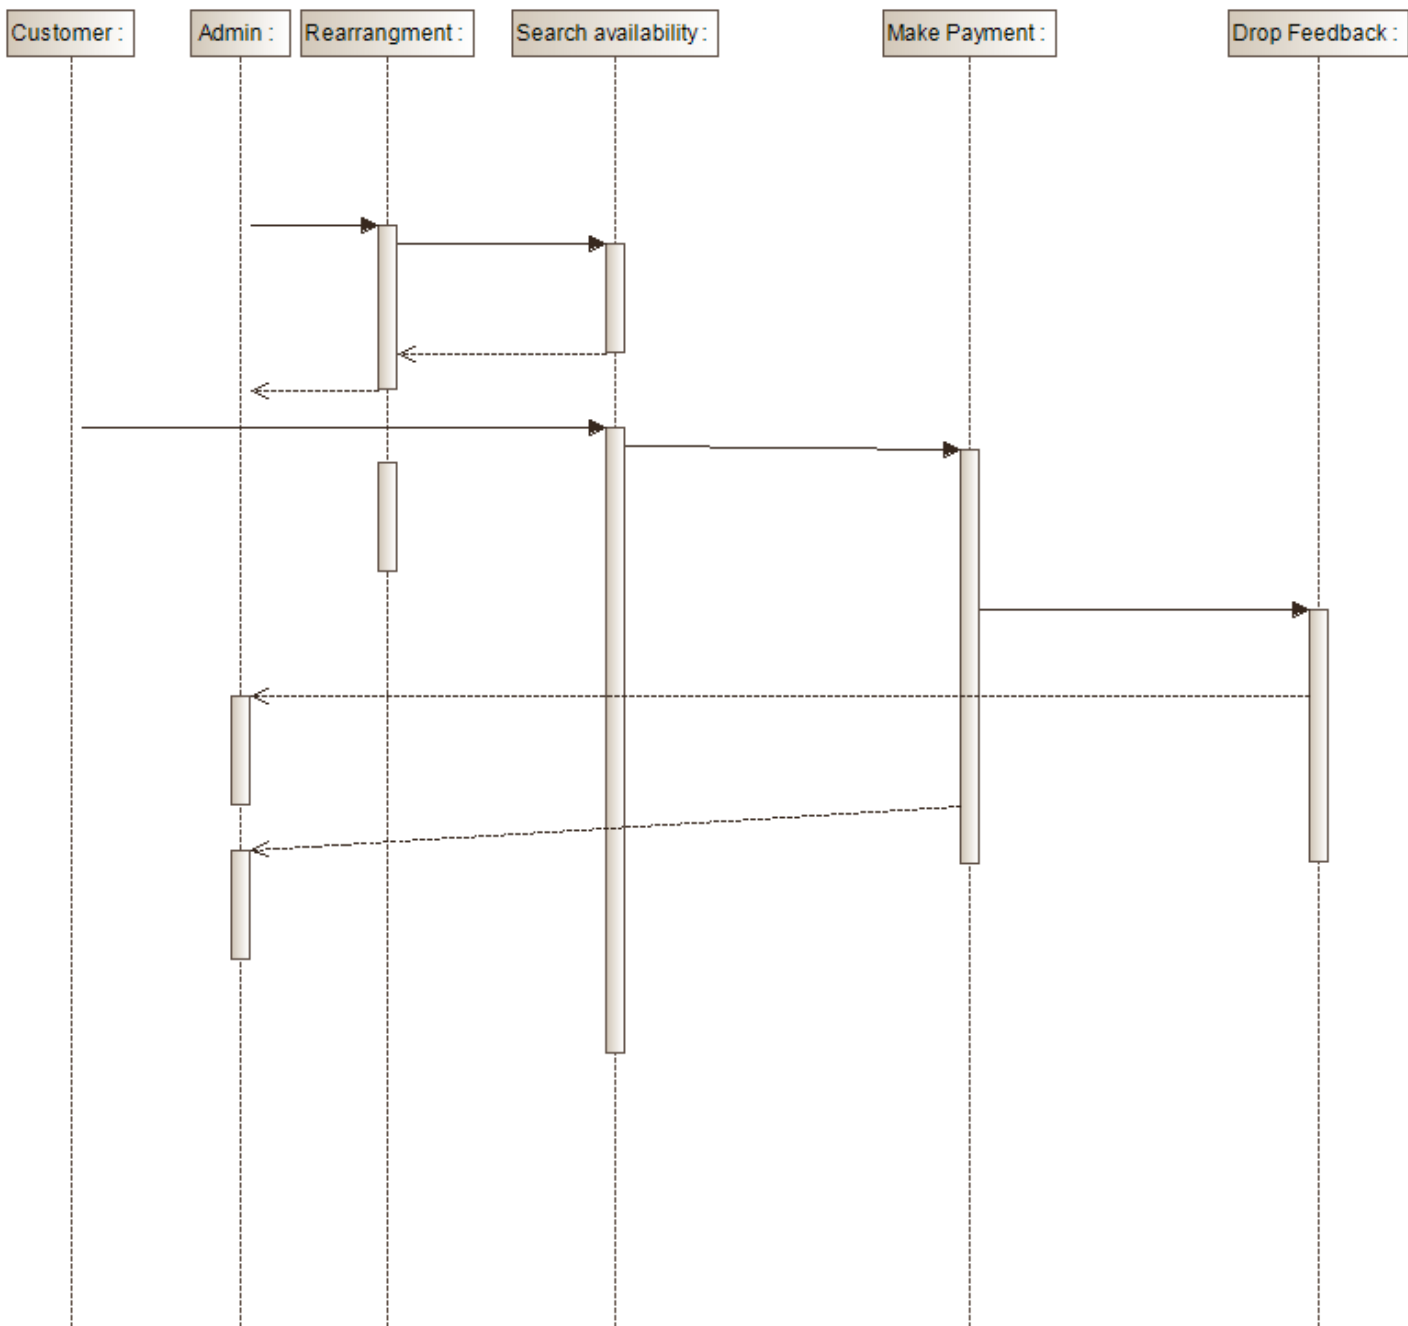 Customer :
Admin :
Rearrangment :
Search availability :
Make Payment :
Drop Feedback :